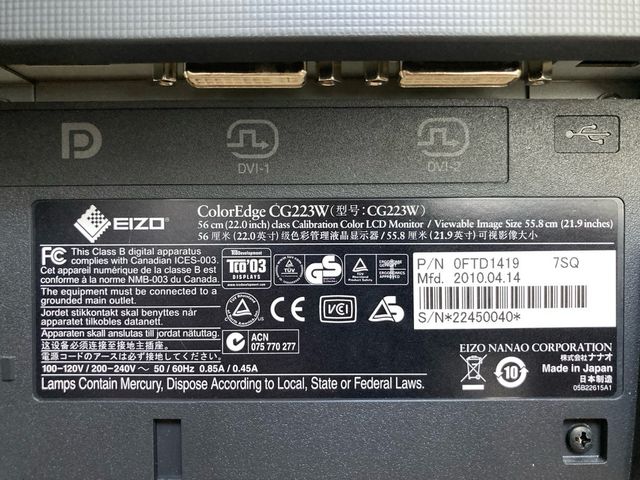 DVI-1
DVI-2
EIZO
ColorEdge CG223W(型号:CG223W)
56 cm (22.0 inch) class Calibration Color LCD Monitor / Viewable Image Size 55.8 cm (21.9 inches)
56 厘米 (22.0 英寸) 级色彩管理液晶显示器 / 55.8 厘米 (21.9 英寸) 可视影像大小
FC This Class B digital apparatus
complies with Canadian ICES-003.
Cet appareil numérique de la classe B est
conforme à la norme NMB-003 du Canada.
The equipment must be connected to a
grounded main outlet.
Jordet stikkontakt skal benyttes når
apparatet tilkobles datanett.
Apparaten skall anslutas till jordat nätuttag.
这设备必须连接至接地主插座。
電源コードのアースは必ず接地してください。
100-120V / 200-240V ~ 50 / 60Hz 0.85A / 0.45A
Lamps Contain Mercury, Dispose According to Local, State or Federal Laws.
TCO'03
DISPLAYS
TÜV
GS
CE
VCI
ACN
075 770 277
P/N 0FTD1419 7SQ
Mfd. 2010.04.14
S/N*22450040*
EIZO NANAO CORPORATION
株式会社ナナオ
10
Made in Japan
日本制造
05B22615A1